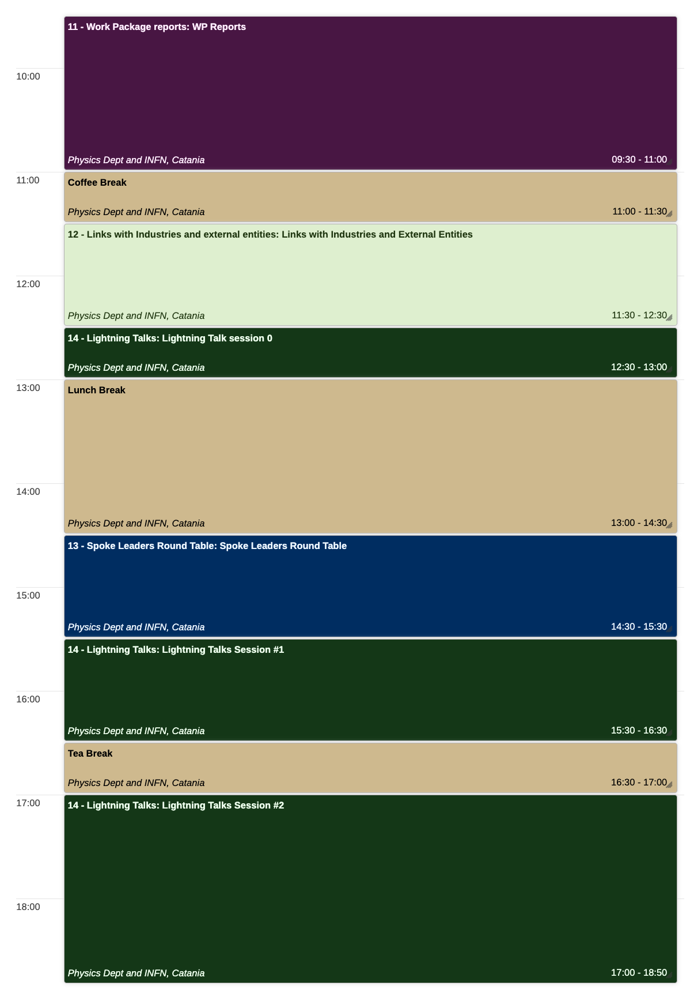 11 - Work Package reports: WP Reports
10:00
Physics Dept and INFN, Catania 09:30 - 11:00
11:00
Coffee Break
Physics Dept and INFN, Catania 11:00 - 11:30
12 - Links with Industries and external entities: Links with Industries and External Entities
12:00
Physics Dept and INFN, Catania 11:30 - 12:30
14 - Lightning Talks: Lightning Talk session 0
Physics Dept and INFN, Catania 12:30 - 13:00
13:00
Lunch Break
14:00
Physics Dept and INFN, Catania 13:00 - 14:30
13 - Spoke Leaders Round Table: Spoke Leaders Round Table
15:00
Physics Dept and INFN, Catania 14:30 - 15:30
14 - Lightning Talks: Lightning Talks Session #1
16:00
Physics Dept and INFN, Catania 15:30 - 16:30
Tea Break
Physics Dept and INFN, Catania 16:30 - 17:00
17:00
14 - Lightning Talks: Lightning Talks Session #2
18:00
Physics Dept and INFN, Catania 17:00 - 18:50